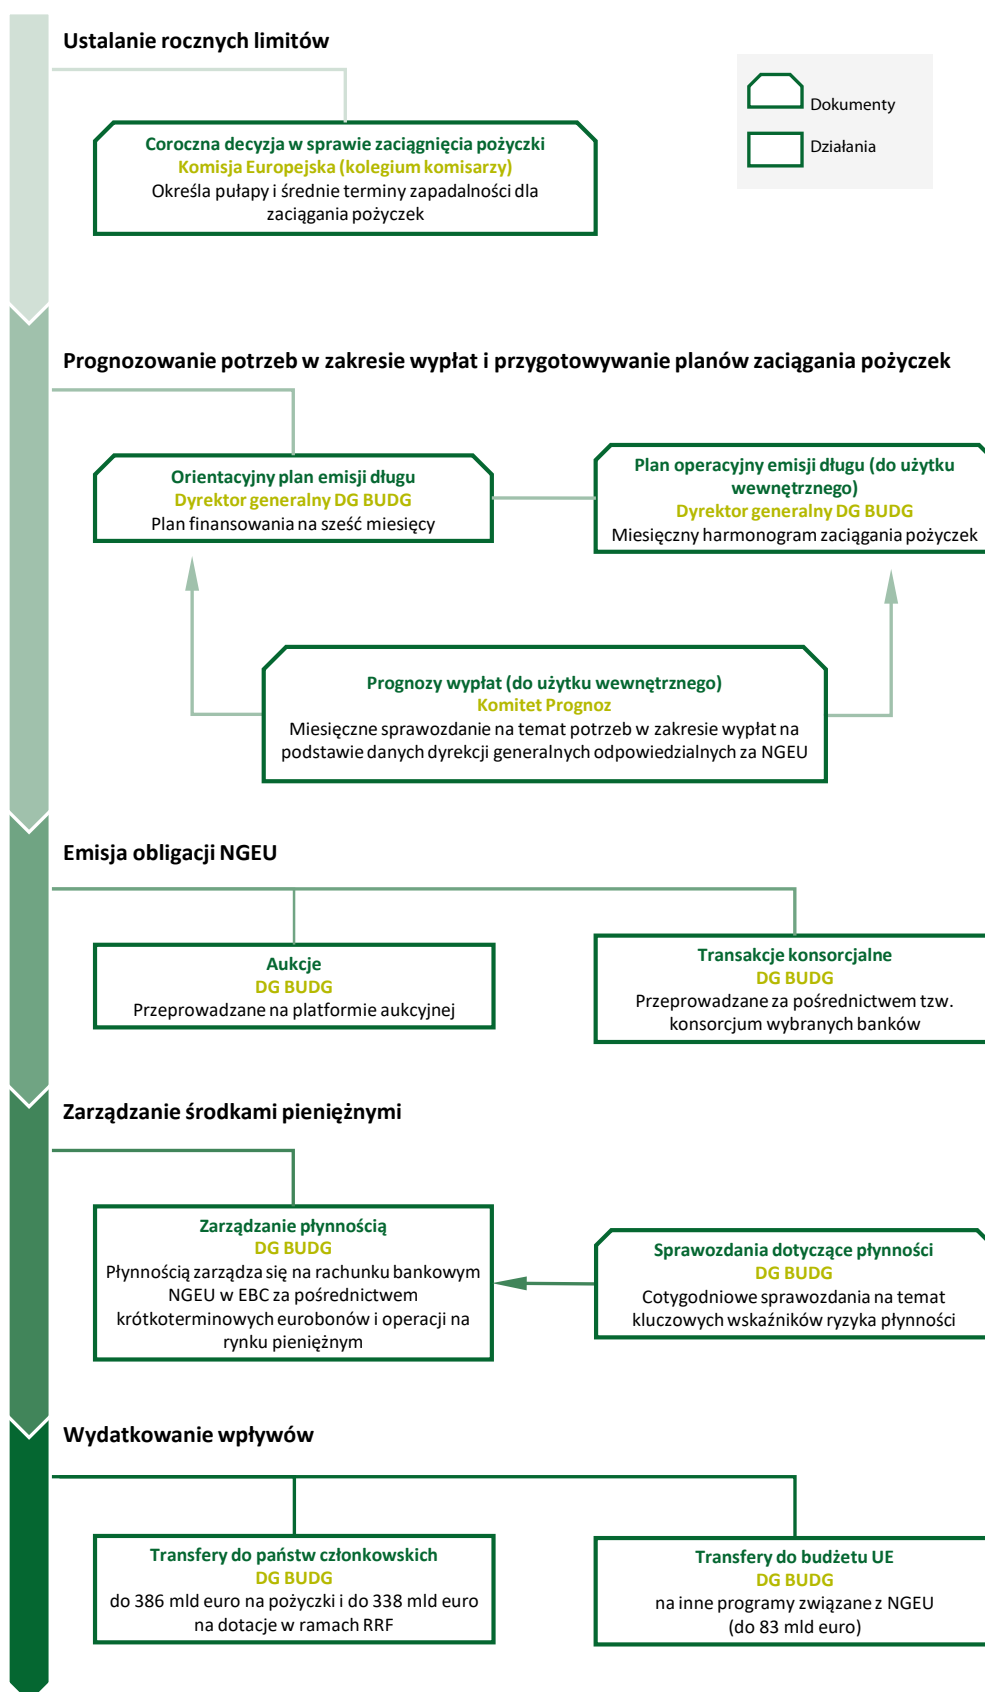 Ustalanie rocznych limitów
Dokumenty
Działania
Coroczna decyzja w sprawie zaciągnięcia pożyczki
Komisja Europejska (kolegium komisarzy)
Określa pułapy i średnie terminy zapadalności dla
zaciągania pożyczek
Prognozowanie potrzeb w zakresie wypłat i przygotowywanie planów zaciągania pożyczek
Orientacyjny plan emisji długu
Dyrektor generalny DG BUDG
Plan finansowania na sześć miesięcy
Plan operacyjny emisji długu (do użytku
wewnętrznego)
Dyrektor generalny DG BUDG
Miesięczny harmonogram zaciągania pożyczek
Prognozy wypłat (do użytku wewnętrznego)
Komitet Prognoz
Miesięczne sprawozdanie na temat potrzeb w zakresie wypłat na
podstawie danych dyrekcji generalnych odpowiedzialnych za NGEU
Emisja obligacji NGEU
Aukcje
DG BUDG
Przeprowadzane na platformie aukcyjnej
Transakcje konsorcjalne
DG BUDG
Przeprowadzane za pośrednictwem tzw.
konsorcjum wybranych banków
Zarządzanie środkami pieniężnymi
Zarządzanie płynnością
DG BUDG
Płynnością zarządza się na rachunku bankowym
NGEU w EBC za pośrednictwem
krótkoterminowych eurobonów i operacji na
rynku pieniężnym
Sprawozdania dotyczące płynności
DG BUDG
Cotygodniowe sprawozdania na temat
kluczowych wskaźników ryzyka płynności
Wydatkowanie wpływów
Transfery do państw członkowskich
DG BUDG
do 386 mld euro na pożyczki i do 338 mld euro
na dotacje w ramach RRF
Transfery do budżetu UE
DG BUDG
na inne programy związane z NGEU
(do 83 mld euro)